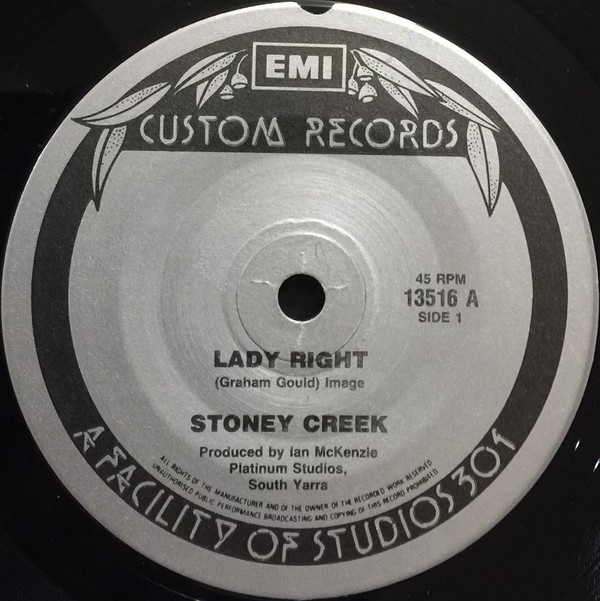 EMI
CUSTOM RECORDS
45 RPM
13516 A
SIDE 1
LADY RIGHT
(Graham Gould) Image
STONEY CREEK
Produced by Ian McKenzie
Platinum Studios,
South Yarra
ALL RIGHTS OF THE MANUFACTURER AND OF THE OWNER OF THE RECORDED WORK RESERVED
UNAUTHORISED PUBLIC PERFORMANCE BROADCASTING AND COPYING OF THIS RECORD PROHIBITED
A FACILITY OF STUDIOS 301